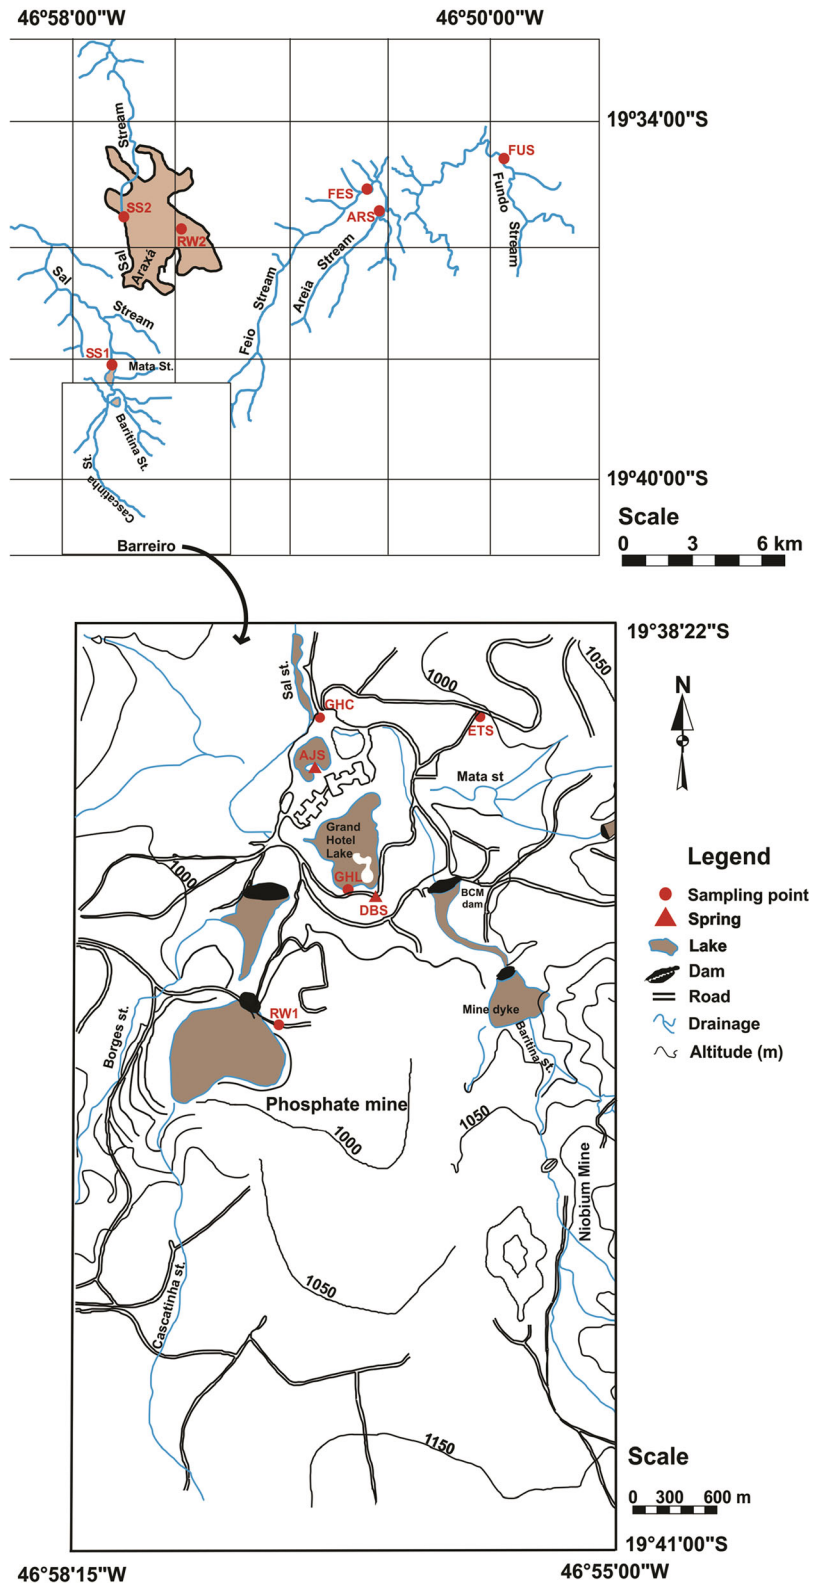 46º58'00"W
46º50'00"W
19º34'00"S
Stream
FUS
FES
ARS
SS2
RW2
Fundo
Stream
Sal
Araxá
Stream
Areia
Stream
Feio
Sal
Stream
SS1
Mata St.
Baritina St.
St.
Cascatinha
19º40'00"S
Scale
0 3 6 km
Barreiro
19º38'22"S
Sal st.
1000
1050
GHC
ETS
N
AJS
Mata st
Grand
Hotel
Lake
1000
GHL
DBS
BCM
dam
Legend
Sampling point
Spring
Lake
Dam
Road
Drainage
Altitude (m)
Mine dyke
RW1
Borges st.
Baritina st.
Phosphate mine
1000
1050
Niobium Mine
Cascatinha st.
1050
1150
Scale
0 300 600 m
19º41'00"S
46º58'15"W
46º55'00"W